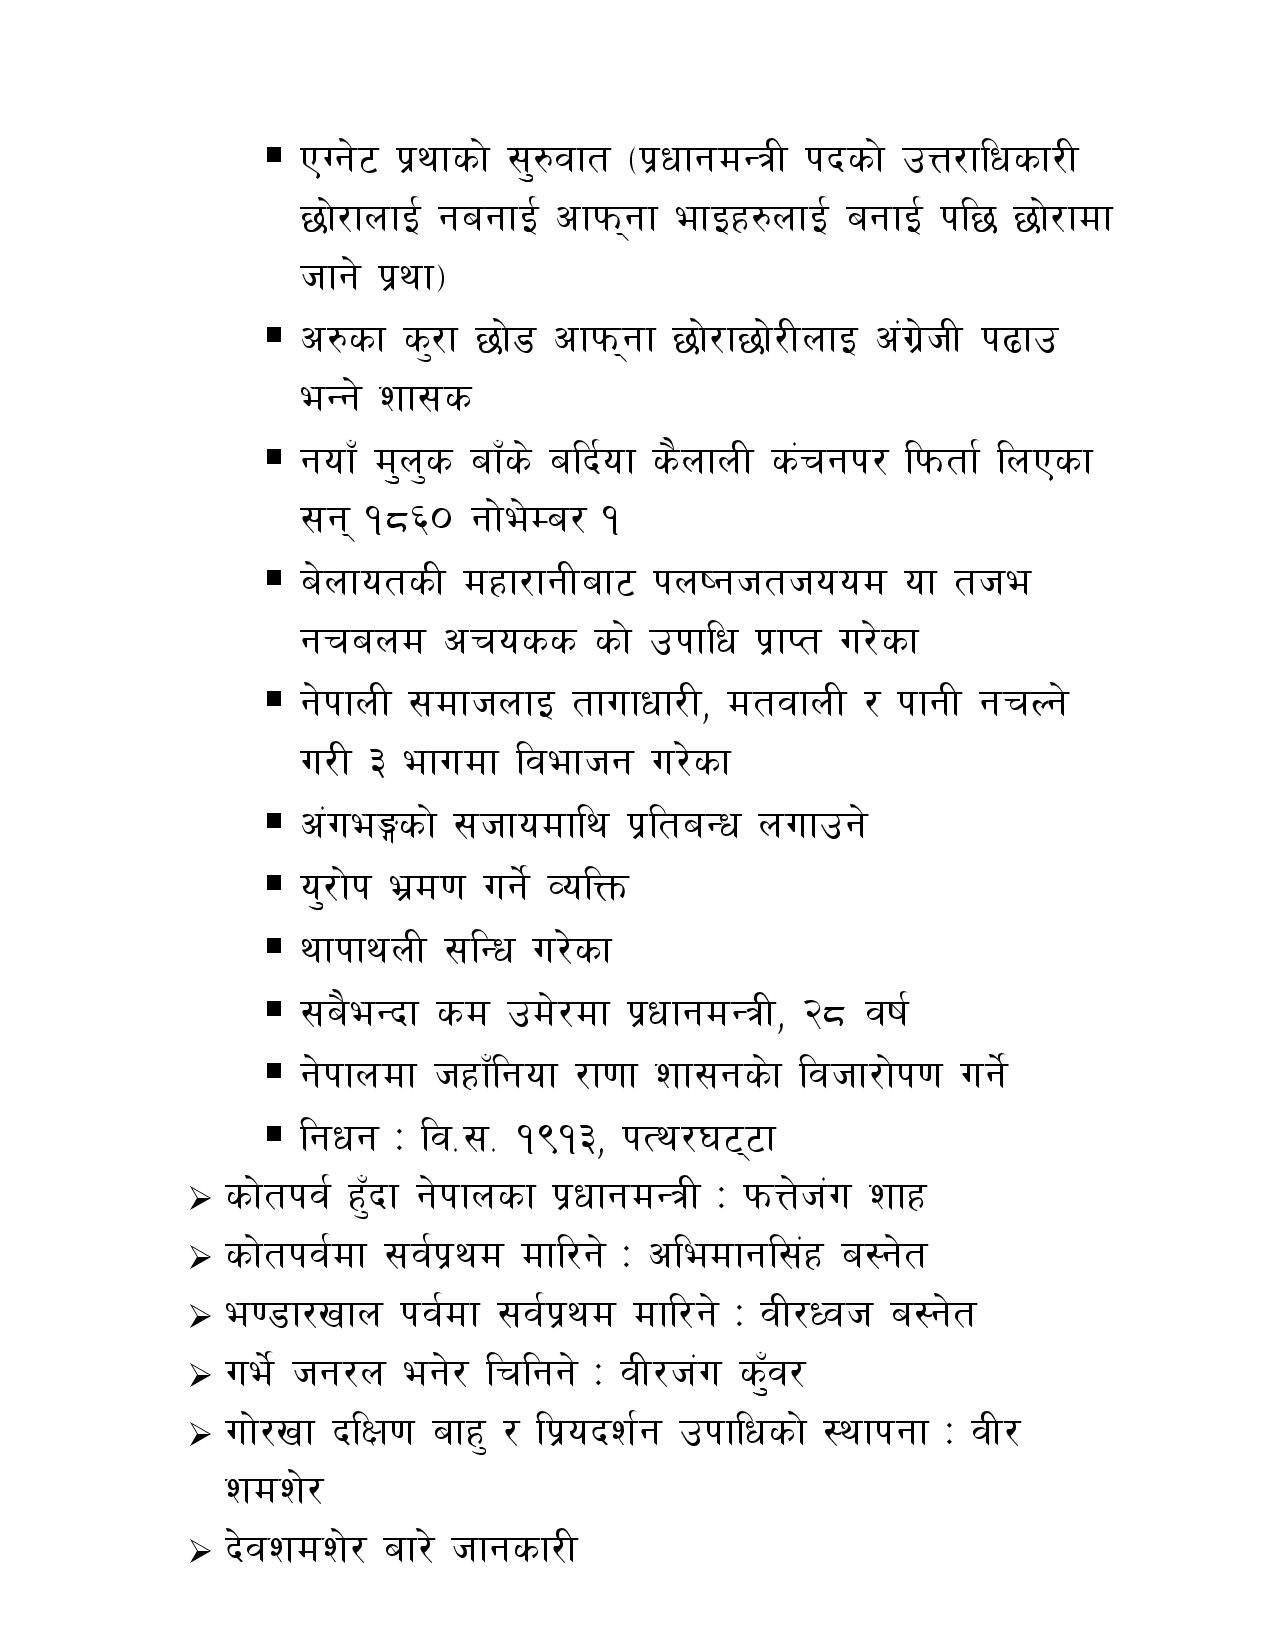 ▪ एग्नेट प्रथाको सुरुवात (प्रधानमन्त्री पदको उत्तराधिकारी
छोरालाई नबनाई आफ्‌ना भाइहरुलाई बनाई पछि छोरामा
जाने प्रथा)
▪ अरुका कुरा छोड आफ्‌ना छोराछोरीलाइ अंग्रेजी पढाउ
भन्ने शासक
▪ नयाँ मुलुक बाँके बर्दिया कैलाली कंचनपर फिर्ता लिएका
सन् १८६० नोभेम्बर १
▪ बेलायतकी महारानीबाट पलष्नजतजययम या तजभ
नचबलम अचयकक को उपाधि प्राप्त गरेका
▪ नेपाली समाजलाइ तागाधारी, मतवाली र पानी नचल्ने
गरी ३ भागमा विभाजन गरेका
▪ अंगभङ्गको सजायमाथि प्रतिबन्ध लगाउने
▪ युरोप भ्रमण गर्ने व्यक्ति
▪ थापाथली सन्धि गरेका
▪ सबैभन्दा कम उमेरमा प्रधानमन्त्री, २८ वर्ष
▪ नेपालमा जहाँनिया राणा शासनको विजारोपण गर्ने
▪ निधन : वि.स. १९१३, पत्थरघट्‌टा
➢ कोतपर्व हुँदा नेपालका प्रधानमन्त्री : फत्तेजंग शाह
➢ कोतपर्वमा सर्वप्रथम मारिने : अभिमानसिंह बस्नेत
➢ भण्डारखाल पर्वमा सर्वप्रथम मारिने : वीरध्वज बस्नेत
➢ गर्भे जनरल भनेर चिनिने : वीरजंग कुँवर
➢ गोरखा दक्षिण बाहु र प्रियदर्शन उपाधिको स्थापना : वीर
शमशेर
➢ देवशमशेर बारे जानकारी